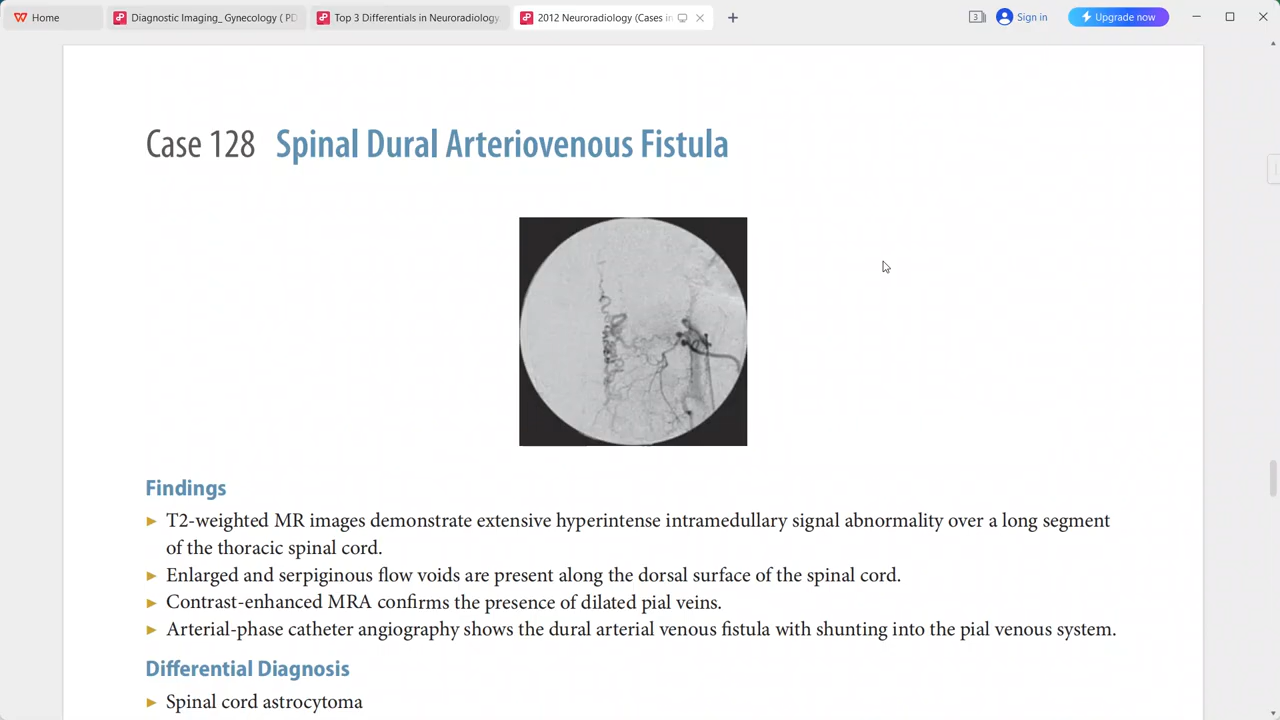 Home
Diagnostic Imaging_ Gynecology ( PD
Top 3 Differentials in Neuroradiology
2012 Neuroradiology (Cases in
3
Sign in
Upgrade now
Case 128 Spinal Dural Arteriovenous Fistula
Findings
► T2-weighted MR images demonstrate extensive hyperintense intramedullary signal abnormality over a long segment
of the thoracic spinal cord.
► Enlarged and serpiginous flow voids are present along the dorsal surface of the spinal cord.
► Contrast-enhanced MRA confirms the presence of dilated pial veins.
► Arterial-phase catheter angiography shows the dural arterial venous fistula with shunting into the pial venous system.
Differential Diagnosis
► Spinal cord astrocytoma